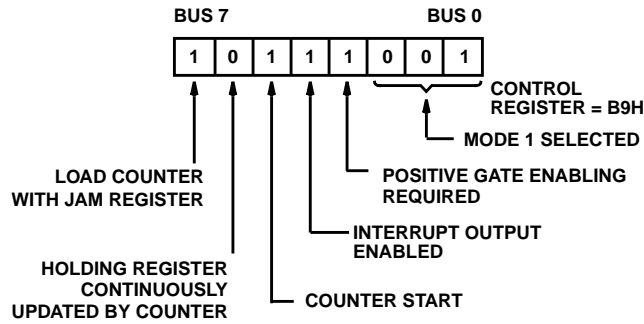 BUS 7 BUS 0
1 0 1 1 1 0 0 1
CONTROL
REGISTER = B9H
MODE 1 SELECTED
LOAD COUNTER
WITH JAM REGISTER
POSITIVE GATE ENABLING
REQUIRED
INTERRUPT OUTPUT
ENABLED
HOLDING REGISTER
CONTINUOUSLY
UPDATED BY COUNTER
COUNTER START